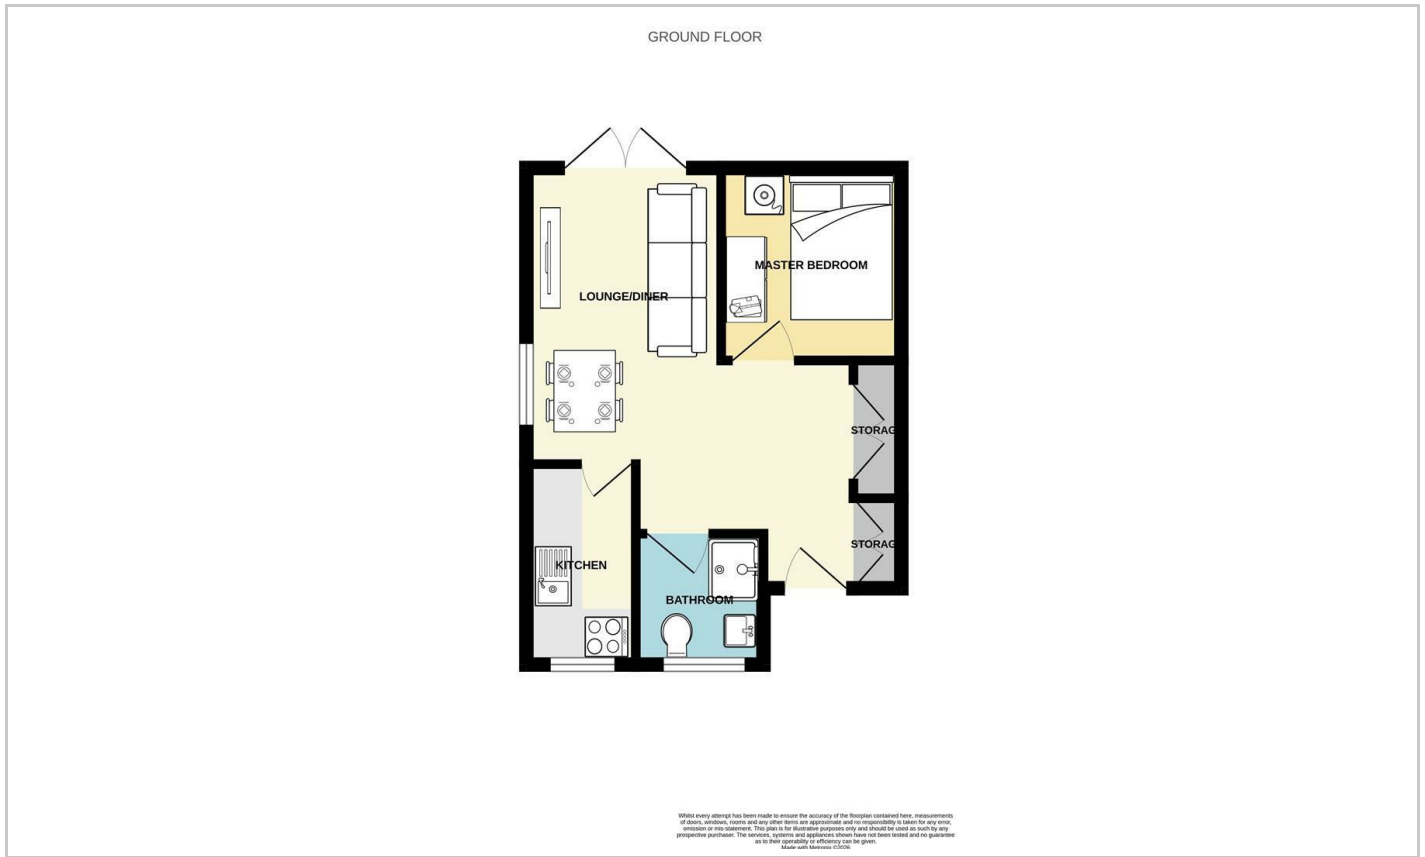 GROUND FLOOR
MASTER BEDROOM
LOUNGE/DINER
STORAG
STORAG
KITCHEN
BATHROOM
Whilst every attempt has been made to ensure the accuracy of the floorplan contained here, measurements
of doors, windows, rooms and any other items are approximate and no responsibility is taken for any error,
omission or mis-statement. This plan is for illustrative purposes only and should be used as such by any
prospective purchaser. The services, systems and appliances shown have not been tested and no guarantee
as to their operability or efficiency can be given.
Made with Metropix ©2026